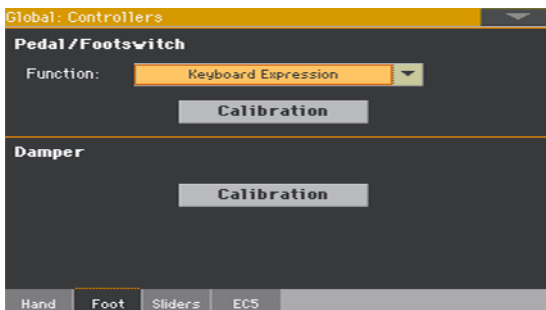 Global: Controllers
Pedal/Footswitch
Function: Keyboard Expression
Calibration
Damper
Calibration
Hand Foot Sliders EC5